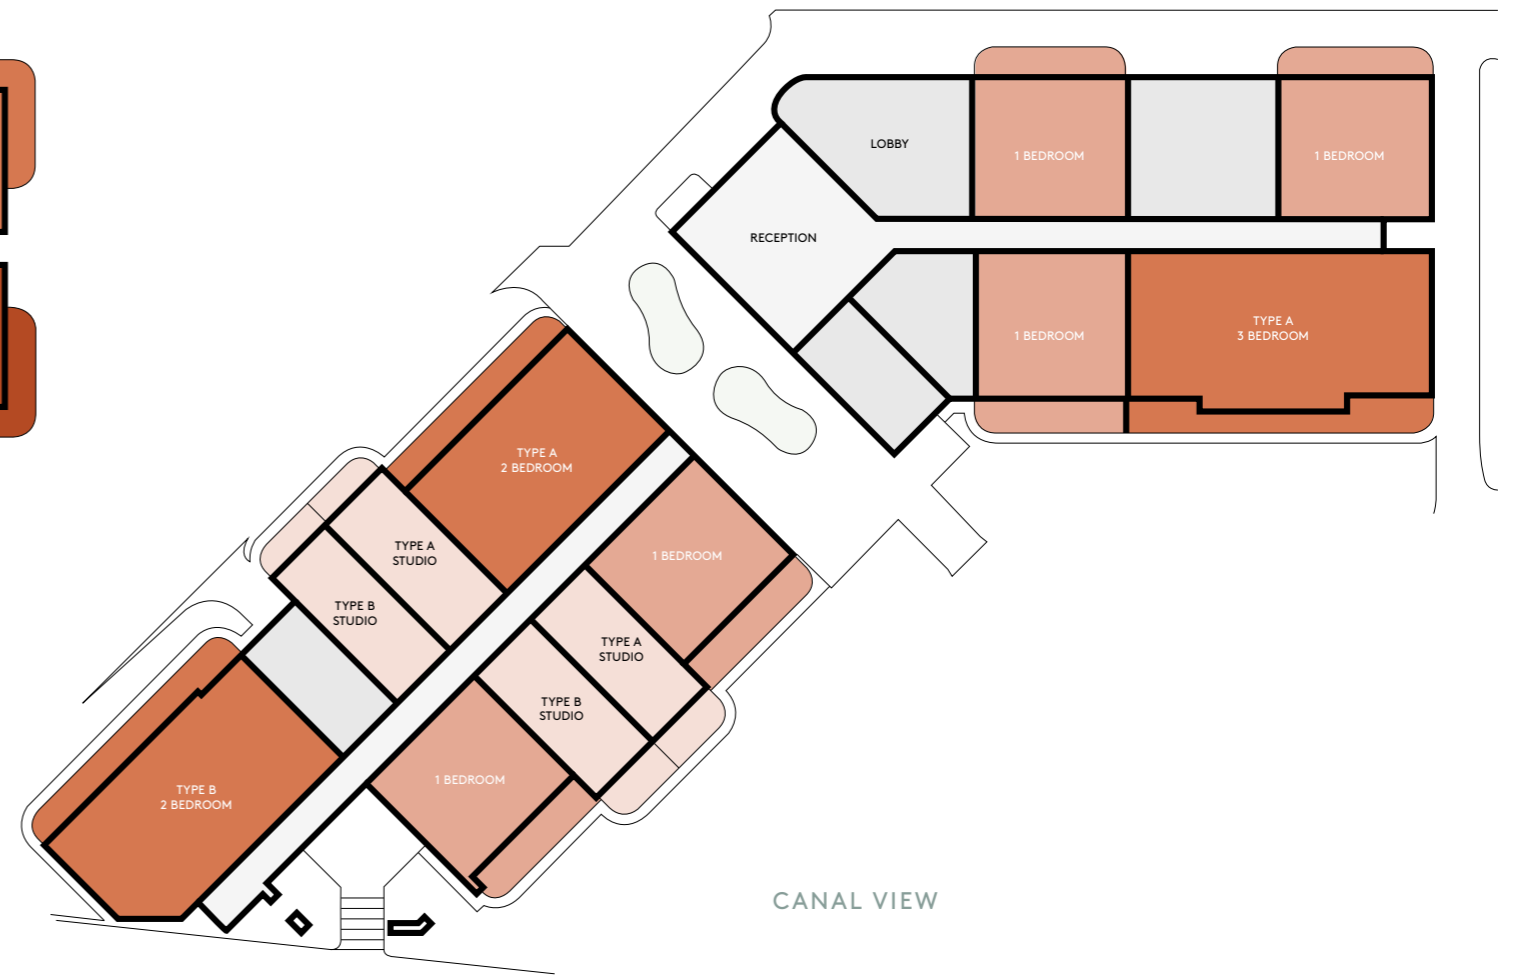 LOBBY
1 BEDROOM
1 BEDROOM
RECEPTION
1 BEDROOM
TYPE A
3 BEDROOM
TYPE A
2 BEDROOM
TYPE A
STUDIO
1 BEDROOM
TYPE B
STUDIO
TYPE A
STUDIO
TYPE B
STUDIO
1 BEDROOM
TYPE B
2 BEDROOM
CANAL VIEW